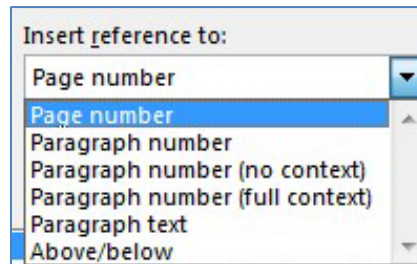 Insert reference to:
Page number
Page number
Paragraph number
Paragraph number (no context)
Paragraph number (full context)
Paragraph text
Above/below